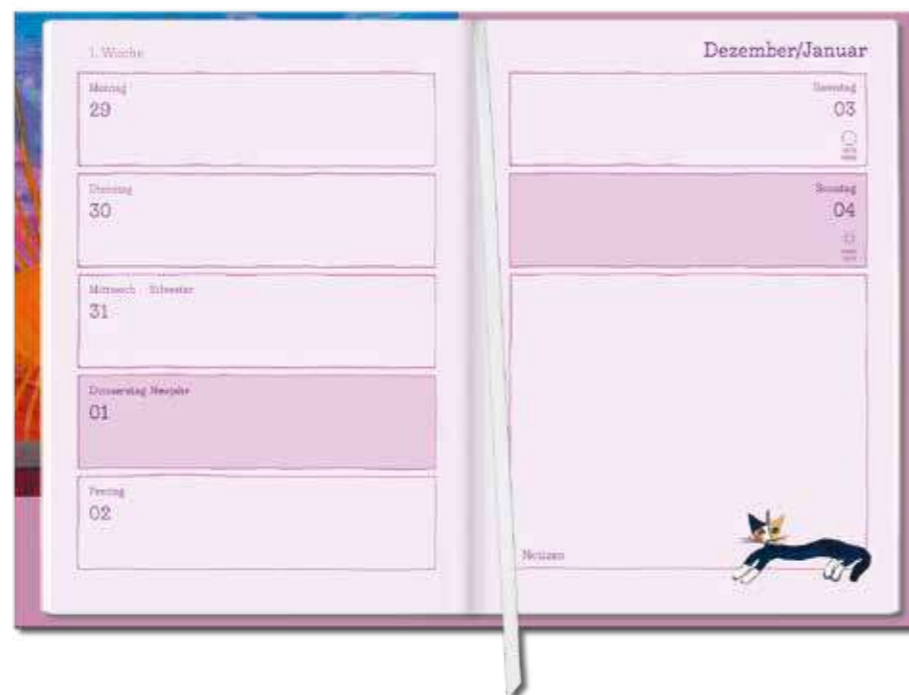 1. Woche
Montag
29
Dienstag
30
Mittwoch Silvester
31
Donnerstag Neujahr
01
Freitag
02
Dezember/Januar
Samstag
03
Sonntag
04
Notizen